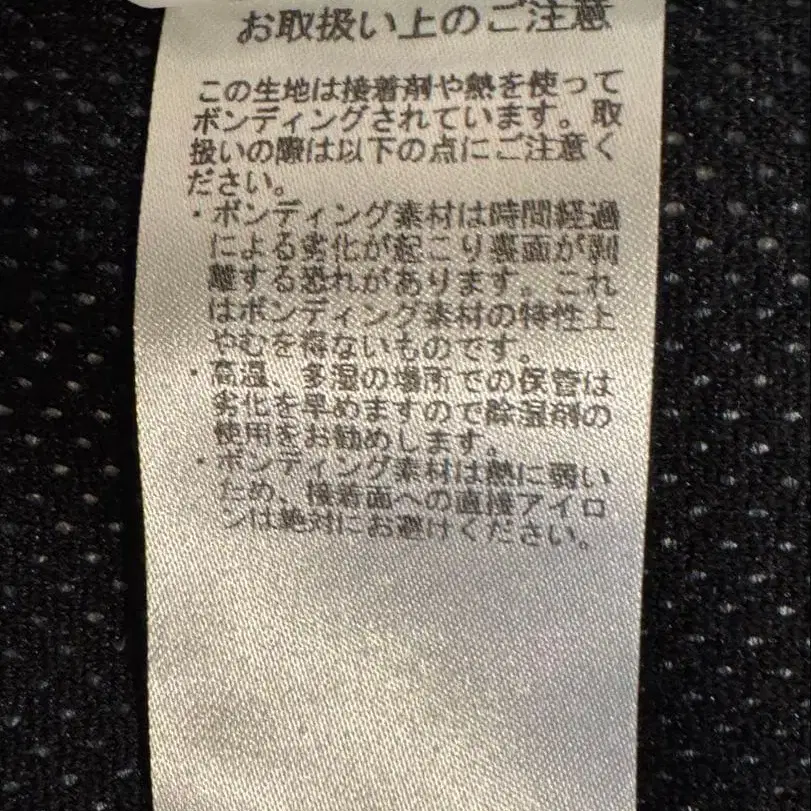 お取扱い上のご注意
この生地は接着剤や熱を使って
ボンディングされています。取
扱いの際は以下の点にご注意く
ださい。
・ボンディング素材は時間経過
による劣化が起こり裏面が剥
離する恐れがあります。これ
はボンディング素材の特性上
やむを得ないものです。
・高温、多湿の場所での保管は
劣化を早めますので除湿剤の
使用をお勧めします。
・ボンディング素材は熱に弱い
ため、接着面への直接アイロ
ンは絶対にお避けください。